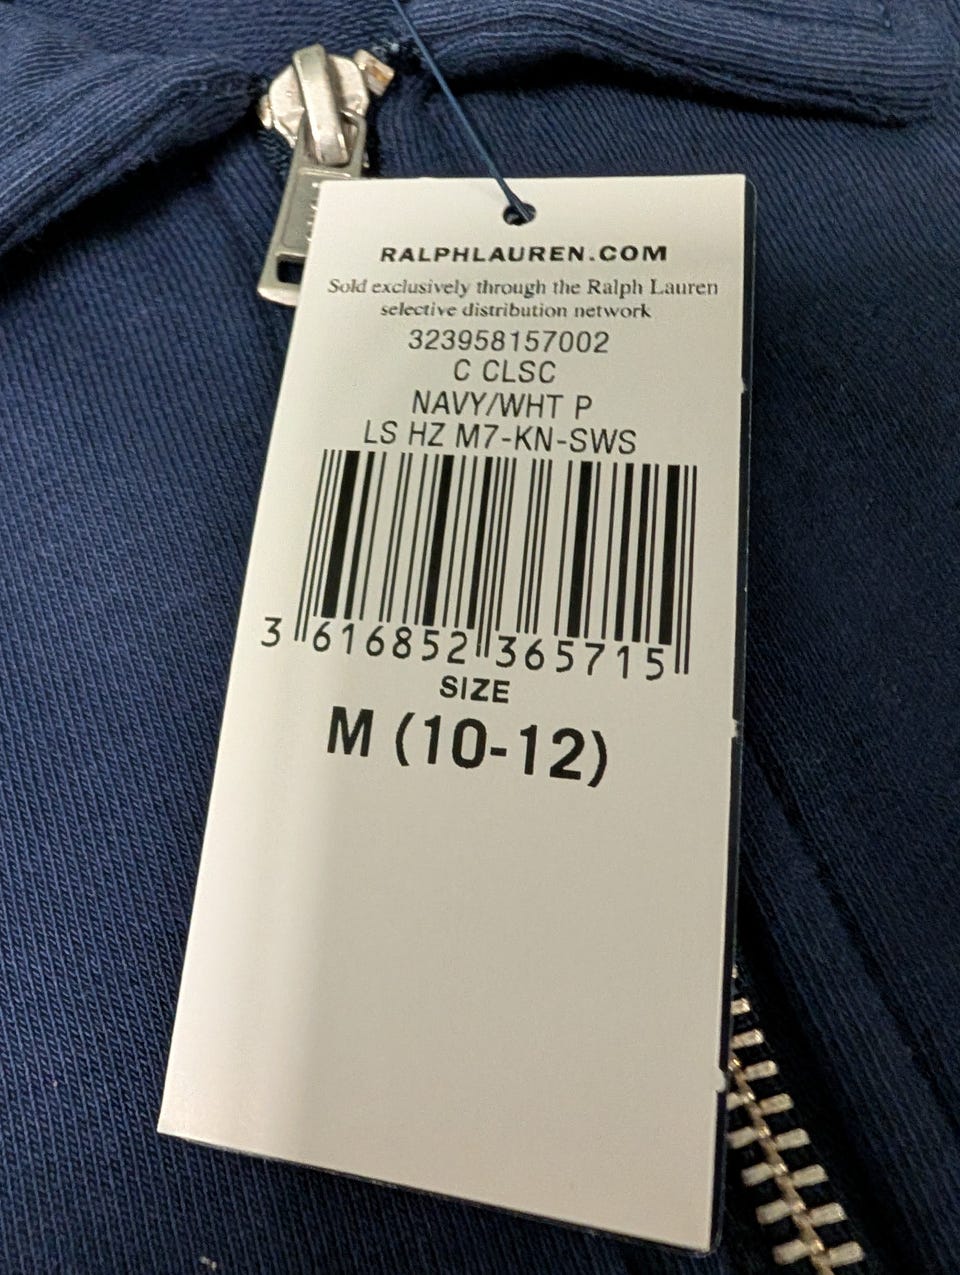 RALPHLAUREN.COM
Sold exclusively through the Ralph Lauren
selective distribution network
323958157002
C CLSC
NAVY/WHT P
LS HZ M7-KN-SWS
3 616852 365715
SIZE
M (10-12)